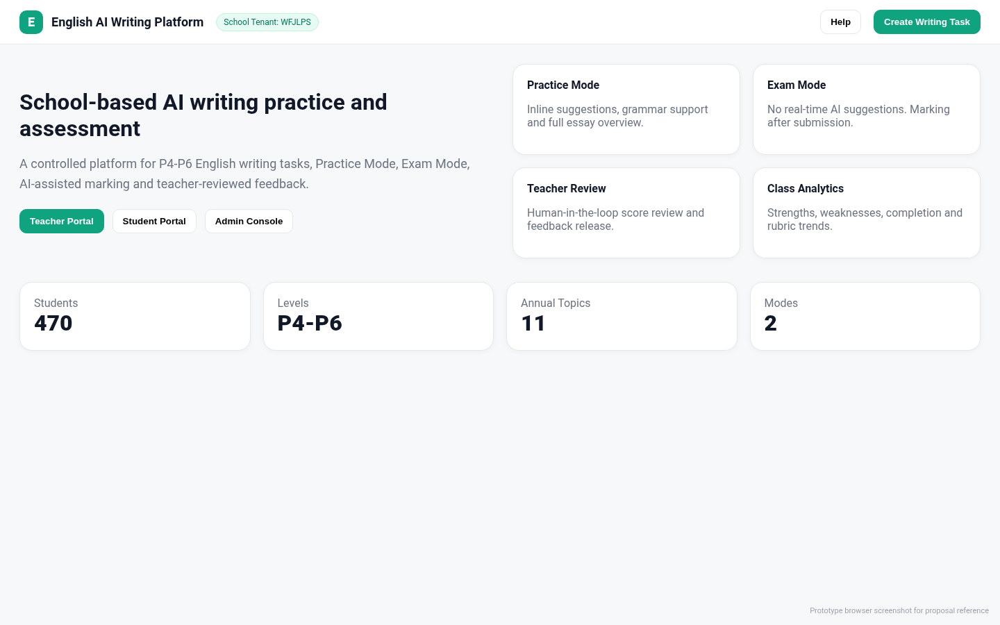 E
English AI Writing Platform
School Tenant: WFJLPS
Help
Create Writing Task
School-based AI writing practice and
assessment
A controlled platform for P4-P6 English writing tasks, Practice Mode, Exam Mode,
AI-assisted marking and teacher-reviewed feedback.
Teacher Portal
Student Portal
Admin Console
Practice Mode
Inline suggestions, grammar support
and full essay overview.
Exam Mode
No real-time AI suggestions. Marking
after submission.
Teacher Review
Human-in-the-loop score review and
feedback release.
Class Analytics
Strengths, weaknesses, completion and
rubric trends.
Students
470
Levels
P4-P6
Annual Topics
11
Modes
2
Prototype browser screenshot for proposal reference